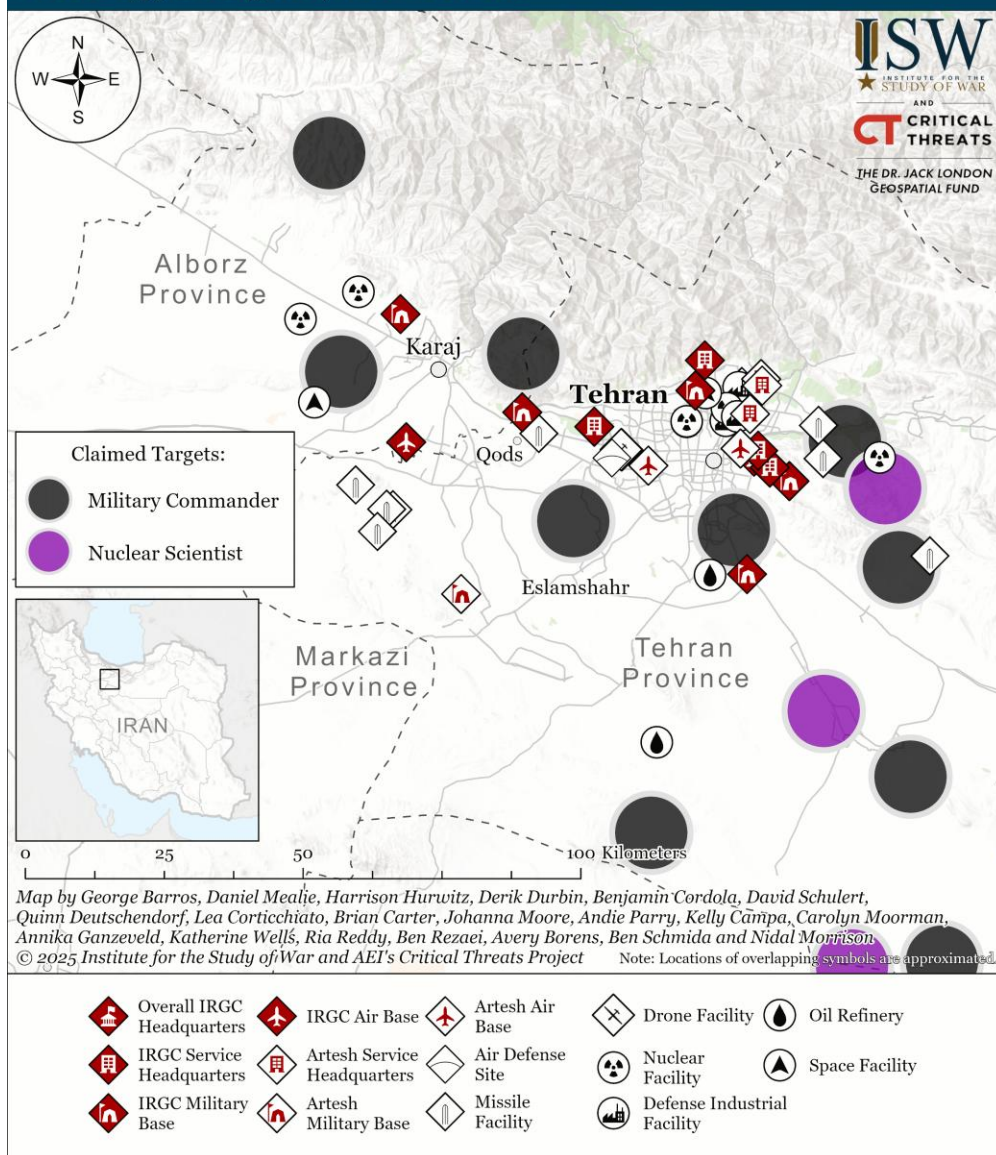 N
W E
S
ISW
INSTITUTE FOR THE
STUDY OF WAR
AND
CT CRITICAL
THREATS
THE DR. JACK LONDON
GEOSPATIAL FUND
Alborz
Province
Karaj
Tehran
Qods
Claimed Targets:
Military Commander
Nuclear Scientist
Eslamshahr
Markazi
Province
Tehran
Province
IRAN
0 25 50 100 Kilometers
Map by George Barros, Daniel Mealie, Harrison Hurwitz, Derik Durbin, Benjamin Cordola, David Schulert,
Quinn Deutschendorf, Lea Corticchiato, Brian Carter, Johanna Moore, Andie Parry, Kelly Campa, Carolyn Moorman,
Annika Ganzeveld, Katherine Wells, Ria Reddy, Ben Rezaei, Avery Borens, Ben Schmida and Nidal Morrison
© 2025 Institute for the Study of War and AEI's Critical Threats Project
Note: Locations of overlapping symbols are approximated.
Overall IRGC
Headquarters
IRGC Air Base
Artesh Air
Base
Drone Facility
Oil Refinery
IRGC Service
Headquarters
Artesh Service
Headquarters
Air Defense
Site
Nuclear
Facility
Space Facility
IRGC Military
Base
Artesh
Military Base
Missile
Facility
Defense Industrial
Facility